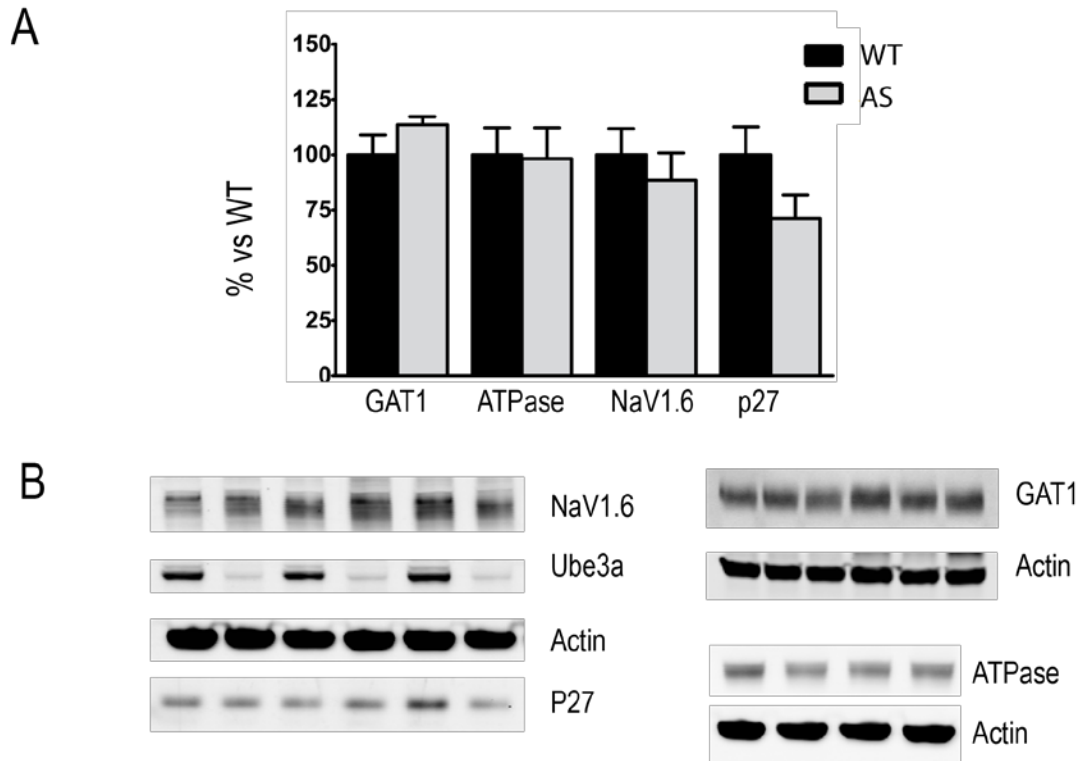 A
% vs WT
150
125
100
75
50
25
0
WT
AS
GAT1 ATPase NaV1.6 p27
B
NaV1.6
Ube3a
Actin
P27
GAT1
Actin
ATPase
Actin